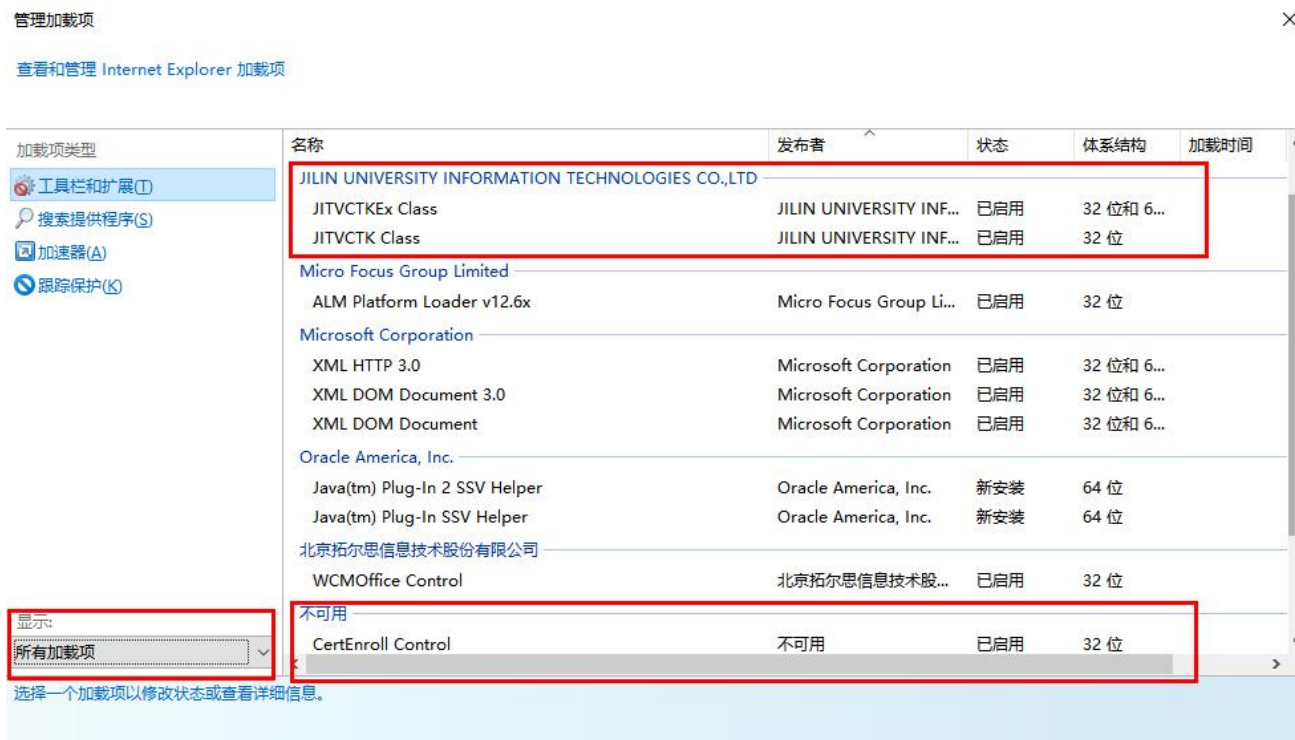 管理加载项
查看和管理 Internet Explorer 加载项
加载项类型
工具栏和扩展(T)
搜索提供程序(S)
加速器(A)
跟踪保护(K)
显示:
所有加载项
名称 发布者 状态 体系结构 加载时间
JILIN UNIVERSITY INFORMATION TECHNOLOGIES CO.,LTD
JITVCTKEx Class JILIN UNIVERSITY INF... 已启用 32 位和 6...
JITVCTK Class JILIN UNIVERSITY INF... 已启用 32 位
Micro Focus Group Limited
ALM Platform Loader v12.6x Micro Focus Group Li... 已启用 32 位
Microsoft Corporation
XML HTTP 3.0 Microsoft Corporation 已启用 32 位和 6...
XML DOM Document 3.0 Microsoft Corporation 已启用 32 位和 6...
XML DOM Document Microsoft Corporation 已启用 32 位和 6...
Oracle America, Inc.
Java(tm) Plug-In 2 SSV Helper Oracle America, Inc. 新安装 64 位
Java(tm) Plug-In SSV Helper Oracle America, Inc. 新安装 64 位
北京拓尔思信息技术股份有限公司
WCMOffice Control 北京拓尔思信息技术股... 已启用 32 位
不可用
CertEnroll Control 不可用 已启用 32 位
选择一个加载项以修改状态或查看详细信息。